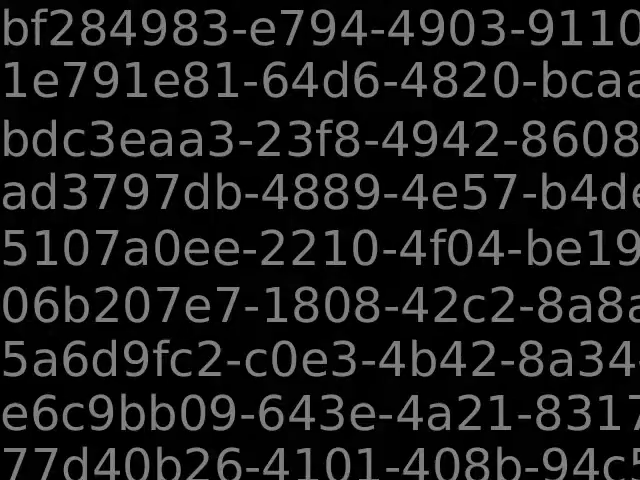 bf284983-e794-4903-9110
1e791e81-64d6-4820-bcaa
bdc3eaa3-23f8-4942-8608
ad3797db-4889-4e57-b4de
5107a0ee-2210-4f04-be19
06b207e7-1808-42c2-8a8a
5a6d9fc2-c0e3-4b42-8a34-
e6c9bb09-643e-4a21-8317
77d40b26-4101-408b-94c5